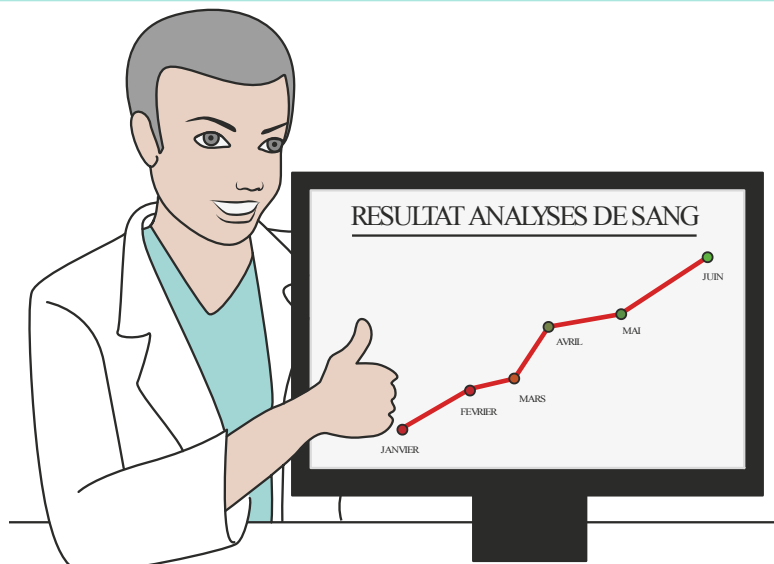 RESULTAT ANALYSES DE SANG
JUIN
MAI
AVRIL
MARS
FEVRIER
JANVIER